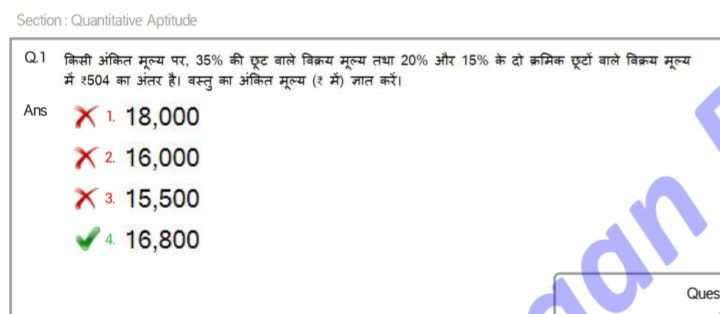 Section : Quantitative Aptitude
Q.1 किसी अंकित मूल्य पर, 35% की छूट वाले विक्रय मूल्य तथा 20% और 15% के दो क्रमिक छूटों वाले विक्रय मूल्य
में ₹504 का अंतर है। वस्तु का अंकित मूल्य (₹ में) ज्ञात करें।
Ans 1. 18,000
2. 16,000
3. 15,500
4. 16,800
Ques